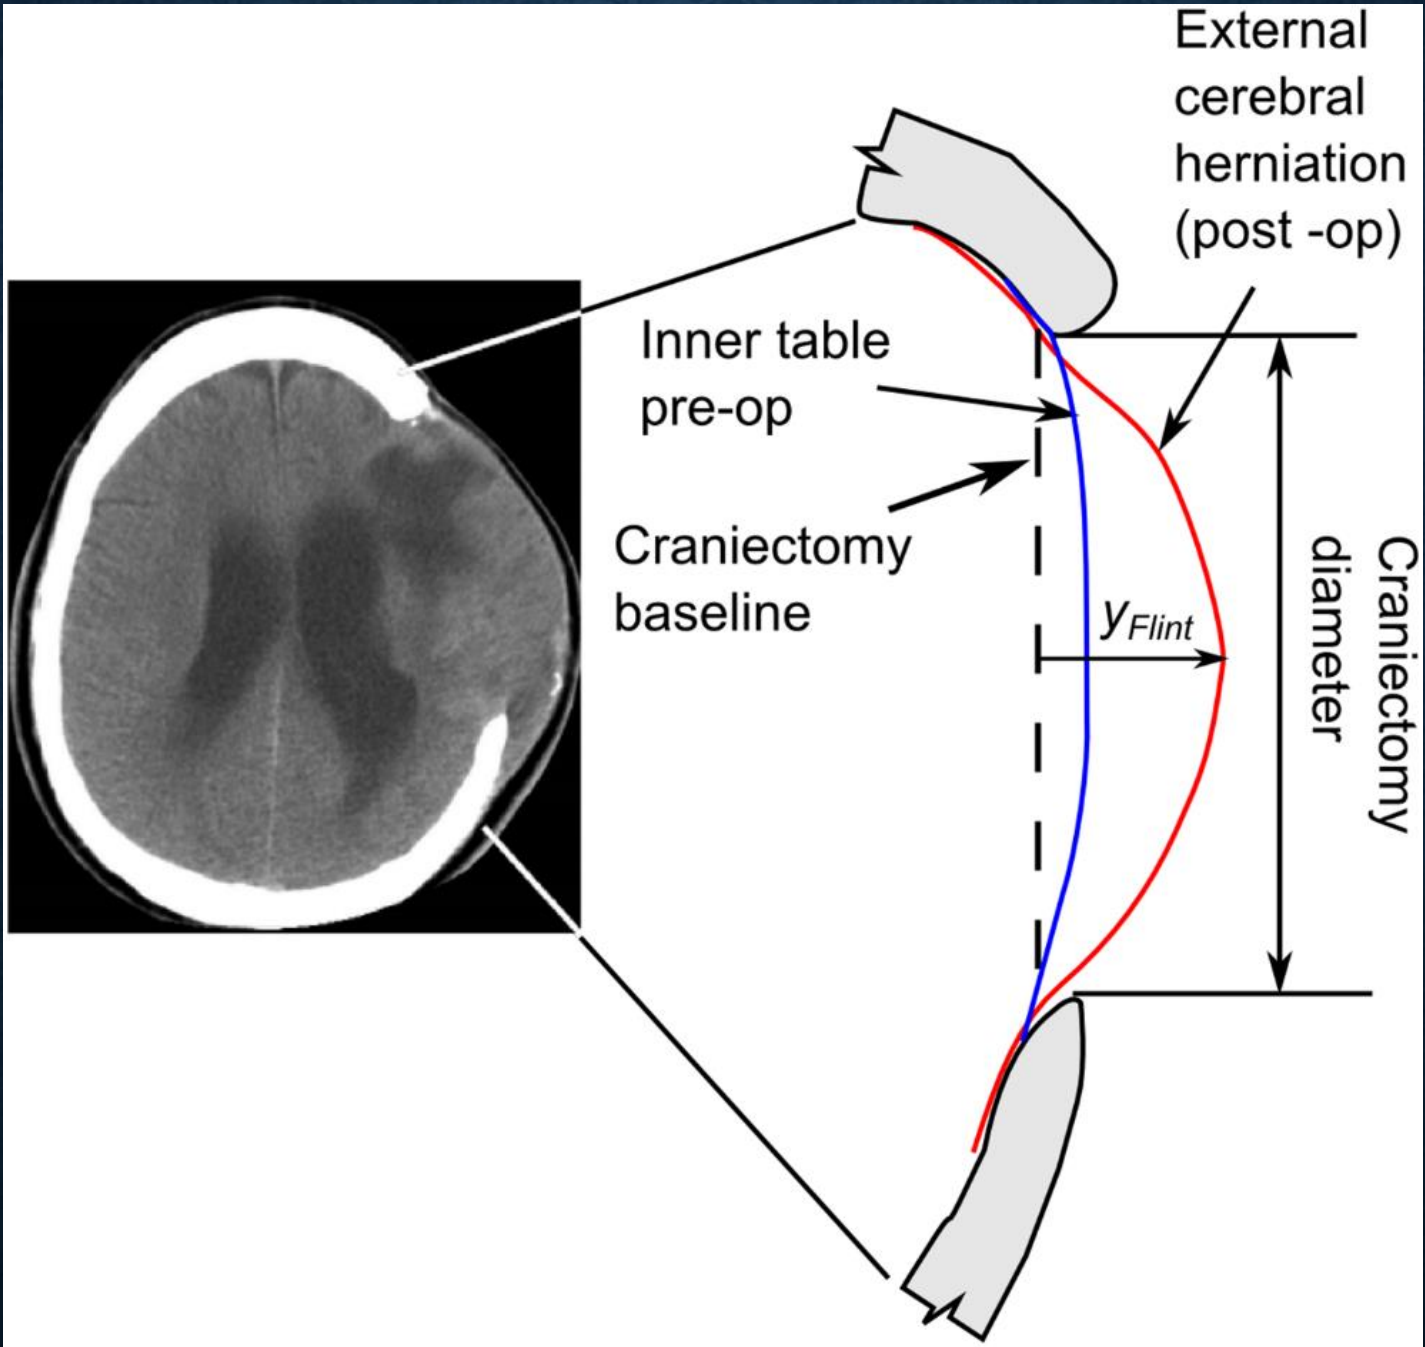 External
cerebral
herniation
(post -op)
Inner table
pre-op
Craniectomy
baseline
yFlint
Craniectomy
diameter